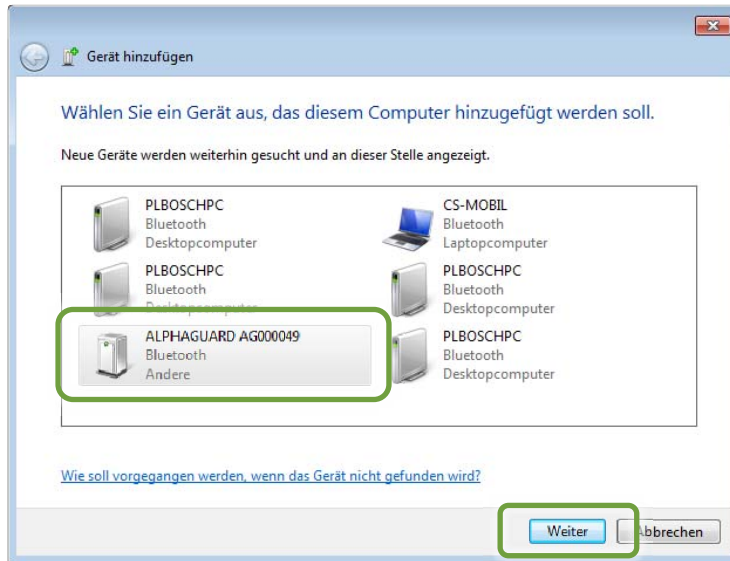 Gerät hinzufügen
Wählen Sie ein Gerät aus, das diesem Computer hinzugefügt werden soll.
Neue Geräte werden weiterhin gesucht und an dieser Stelle angezeigt.
PLBOSCHPC
Bluetooth
Desktopcomputer
CS-MOBIL
Bluetooth
Laptopcomputer
PLBOSCHPC
Bluetooth
Desktopcomputer
PLBOSCHPC
Bluetooth
Desktopcomputer
ALPHAGUARD AG000049
Bluetooth
Andere
PLBOSCHPC
Bluetooth
Desktopcomputer
Wie soll vorgegangen werden, wenn das Gerät nicht gefunden wird?
Weiter
Abbrechen